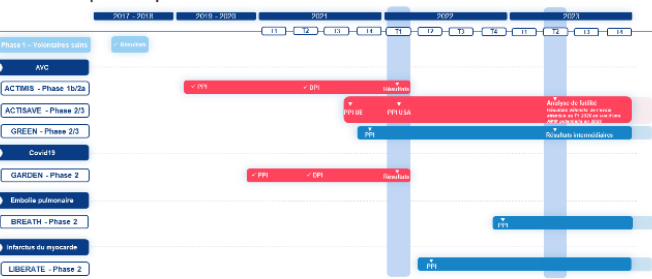 2017 - 2018 2019 - 2020 2021 2022 2023
T1 T2 T3 T4 T1 T2 T3 T4 T1 T2 T3 T4
Phase 1 – Volontaires sains ✓ Résultats
AVC
ACTIMIS - Phase 1b/2a ✓ PPI ✓ DPI Résultats
ACTISAVE - Phase 2/3 PPI UE PPI USA Analyse de futilité
GREEN - Phase 2/3 PPI Résultats intermédiaires
Covid19
GARDEN - Phase 2 ✓ PPI ✓ DPI Résultats
Embolie pulmonaire
BREATH - Phase 2 PPI
Infarctus du myocarde
LIBERATE - Phase 2 PPI